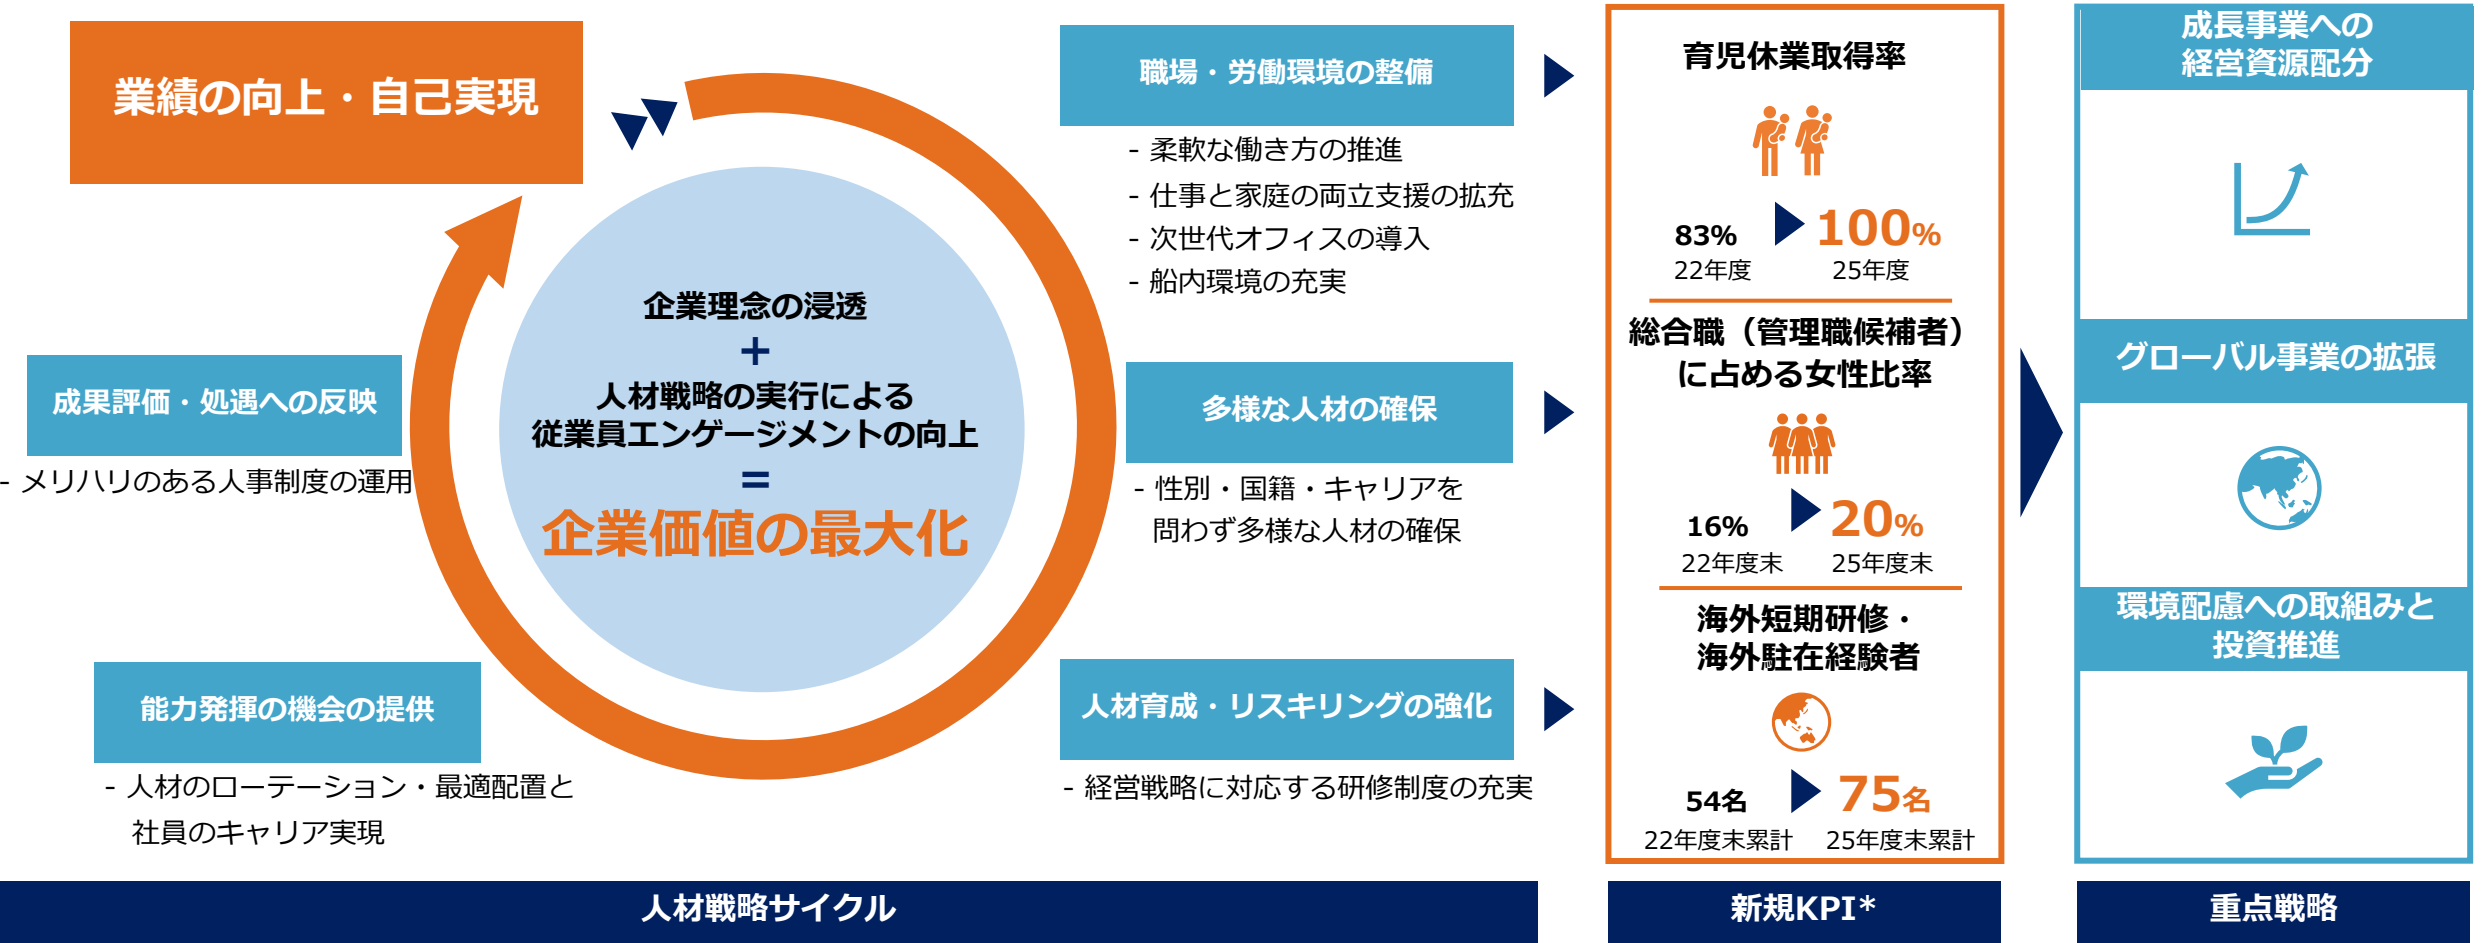 業績の向上・自己実現
職場・労働環境の整備
- 柔軟な働き方の推進
- 仕事と家庭の両立支援の拡充
- 次世代オフィスの導入
- 船内環境の充実
多様な人材の確保
- 性別・国籍・キャリアを
問わず多様な人材の確保
人材育成・リスキリングの強化
- 経営戦略に対応する研修制度の充実
能力発揮の機会の提供
- 人材のローテーション・最適配置と
社員のキャリア実現
成果評価・処遇への反映
- メリハリのある人事制度の運用
企業理念の浸透
+
人材戦略の実行による
従業員エンゲージメントの向上
=
企業価値の最大化
人材戦略サイクル
育児休業取得率
83% 100%
22年度 25年度
総合職（管理職候補者）
に占める女性比率
16% 20%
22年度末 25年度末
海外短期研修・
海外駐在経験者
54名 75名
22年度末累計 25年度末累計
新規KPI*
成長事業への
経営資源配分
グローバル事業の拡張
環境配慮への取組みと
投資推進
重点戦略